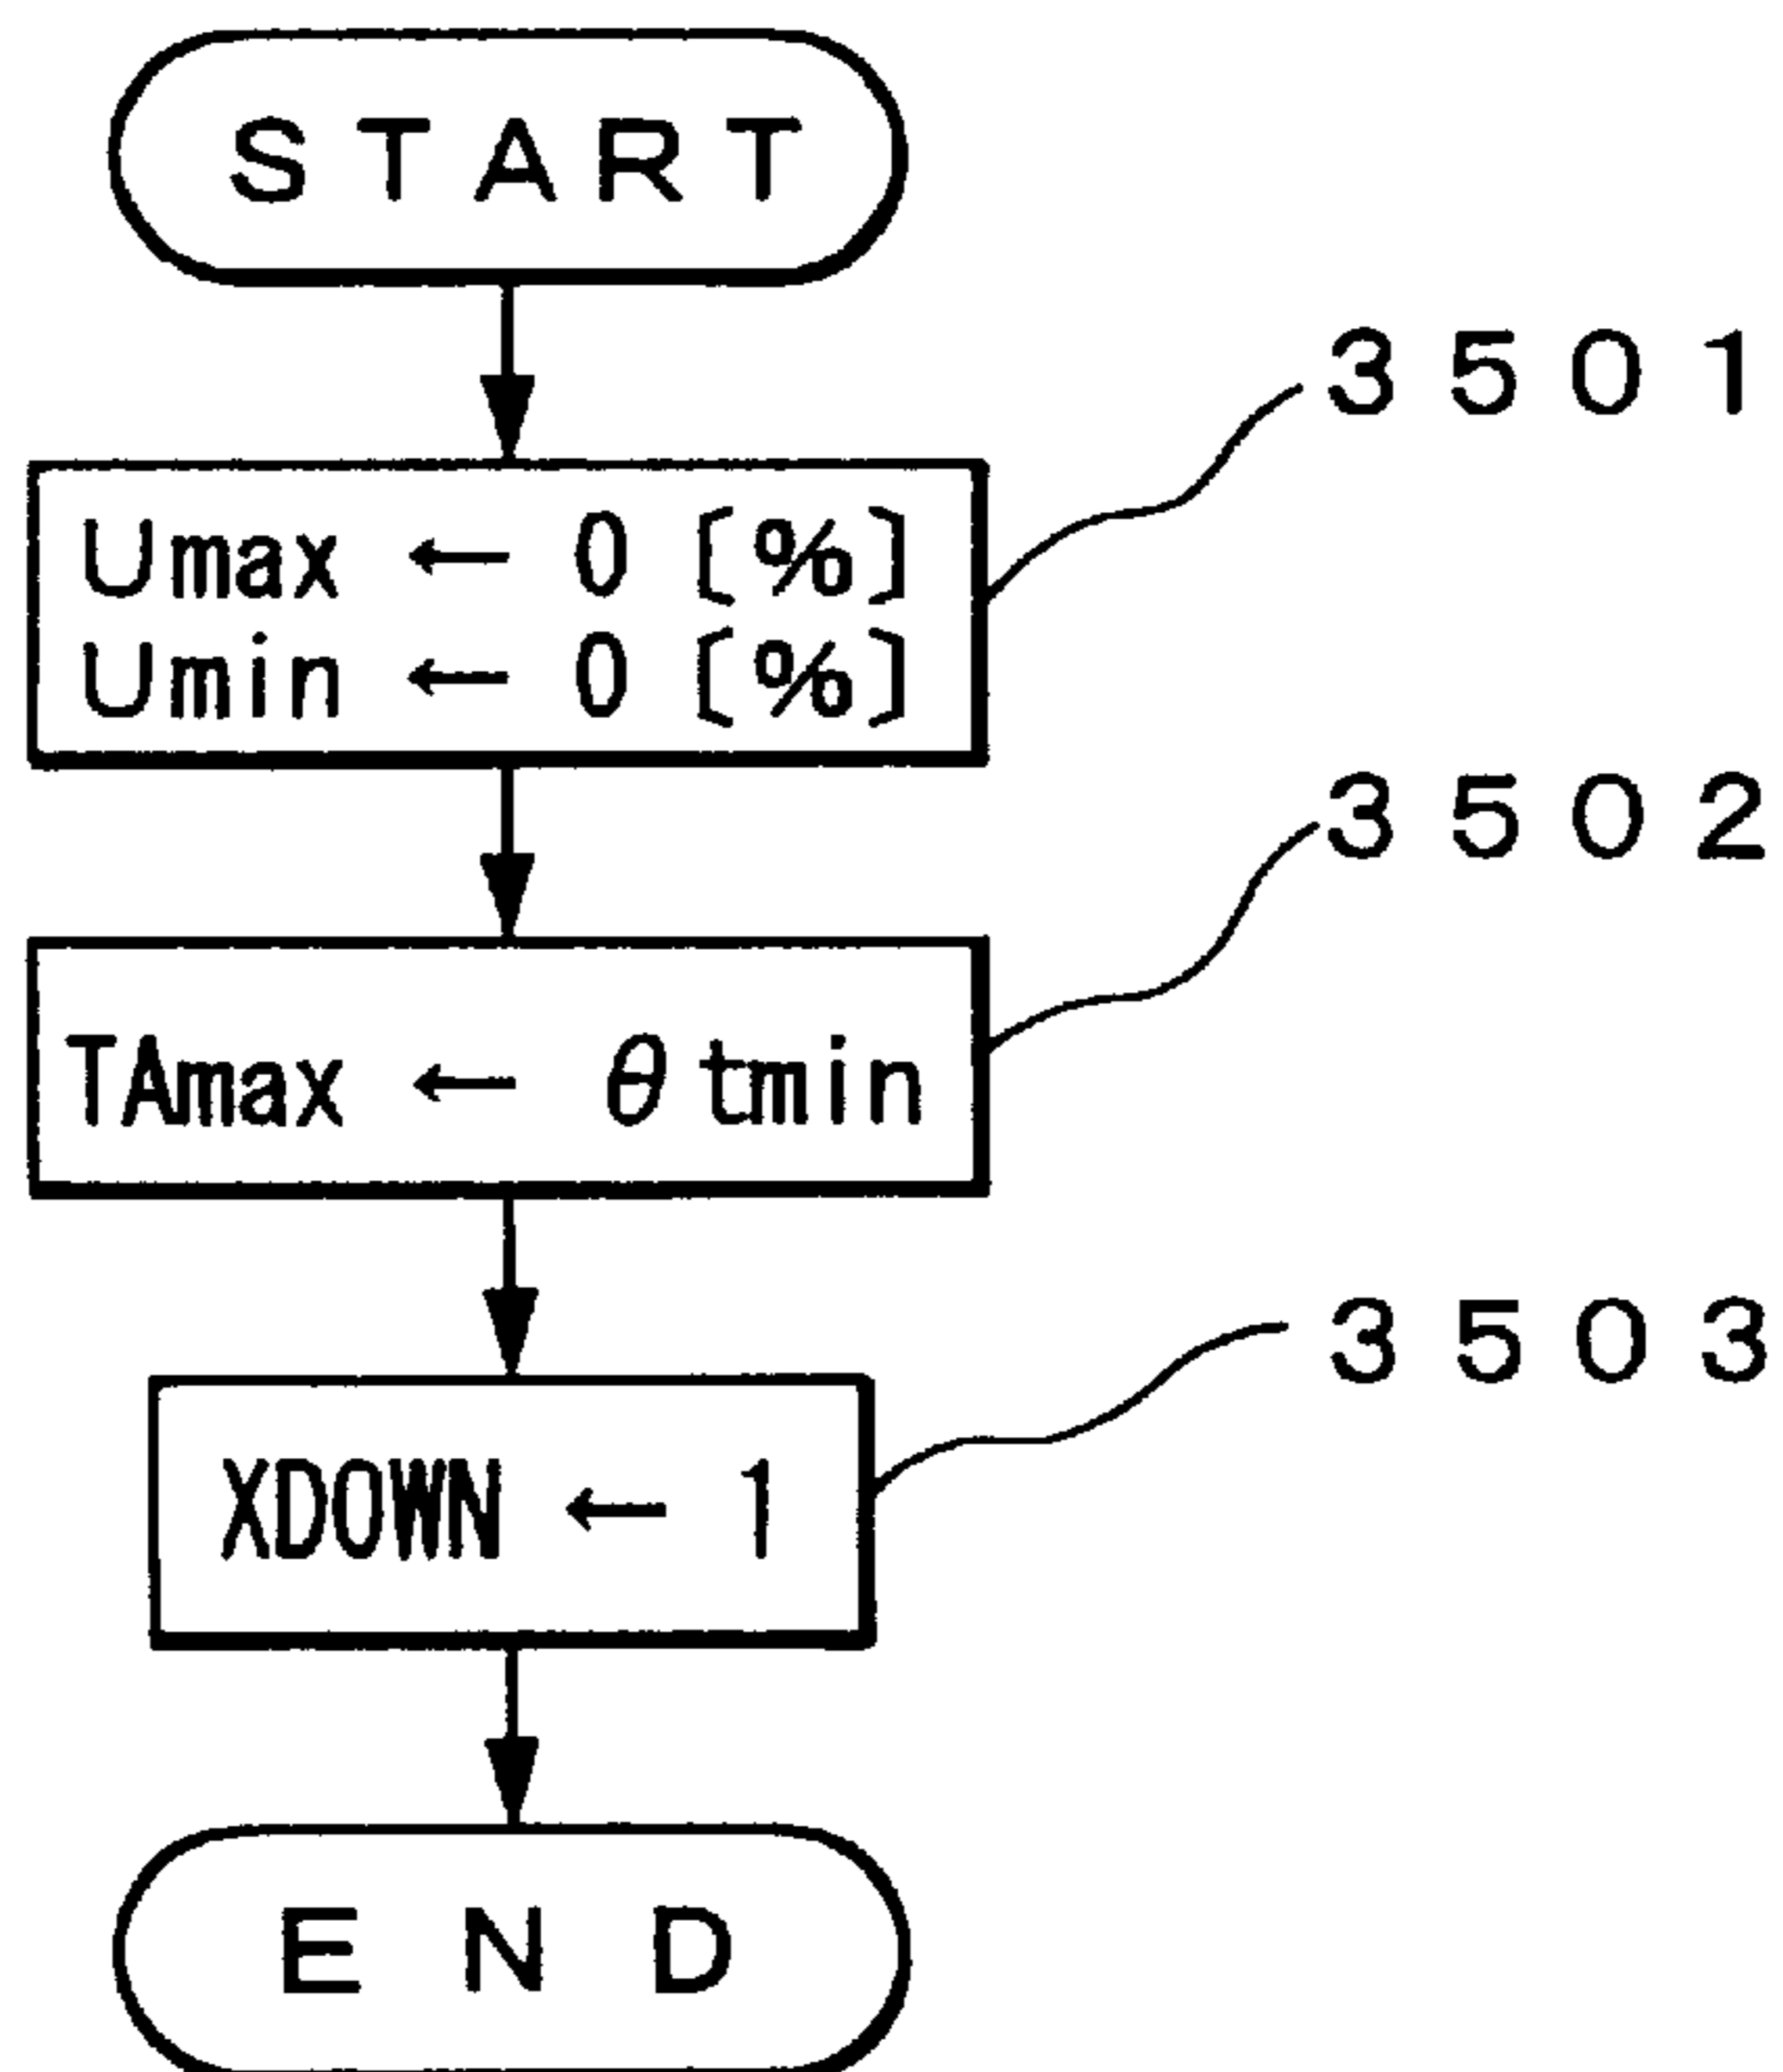 START
3501
Umax ← 0 [%]
Umin ← 0 [%]
3502
TAmax ← θtmin
3503
XDOWN ← 1
END